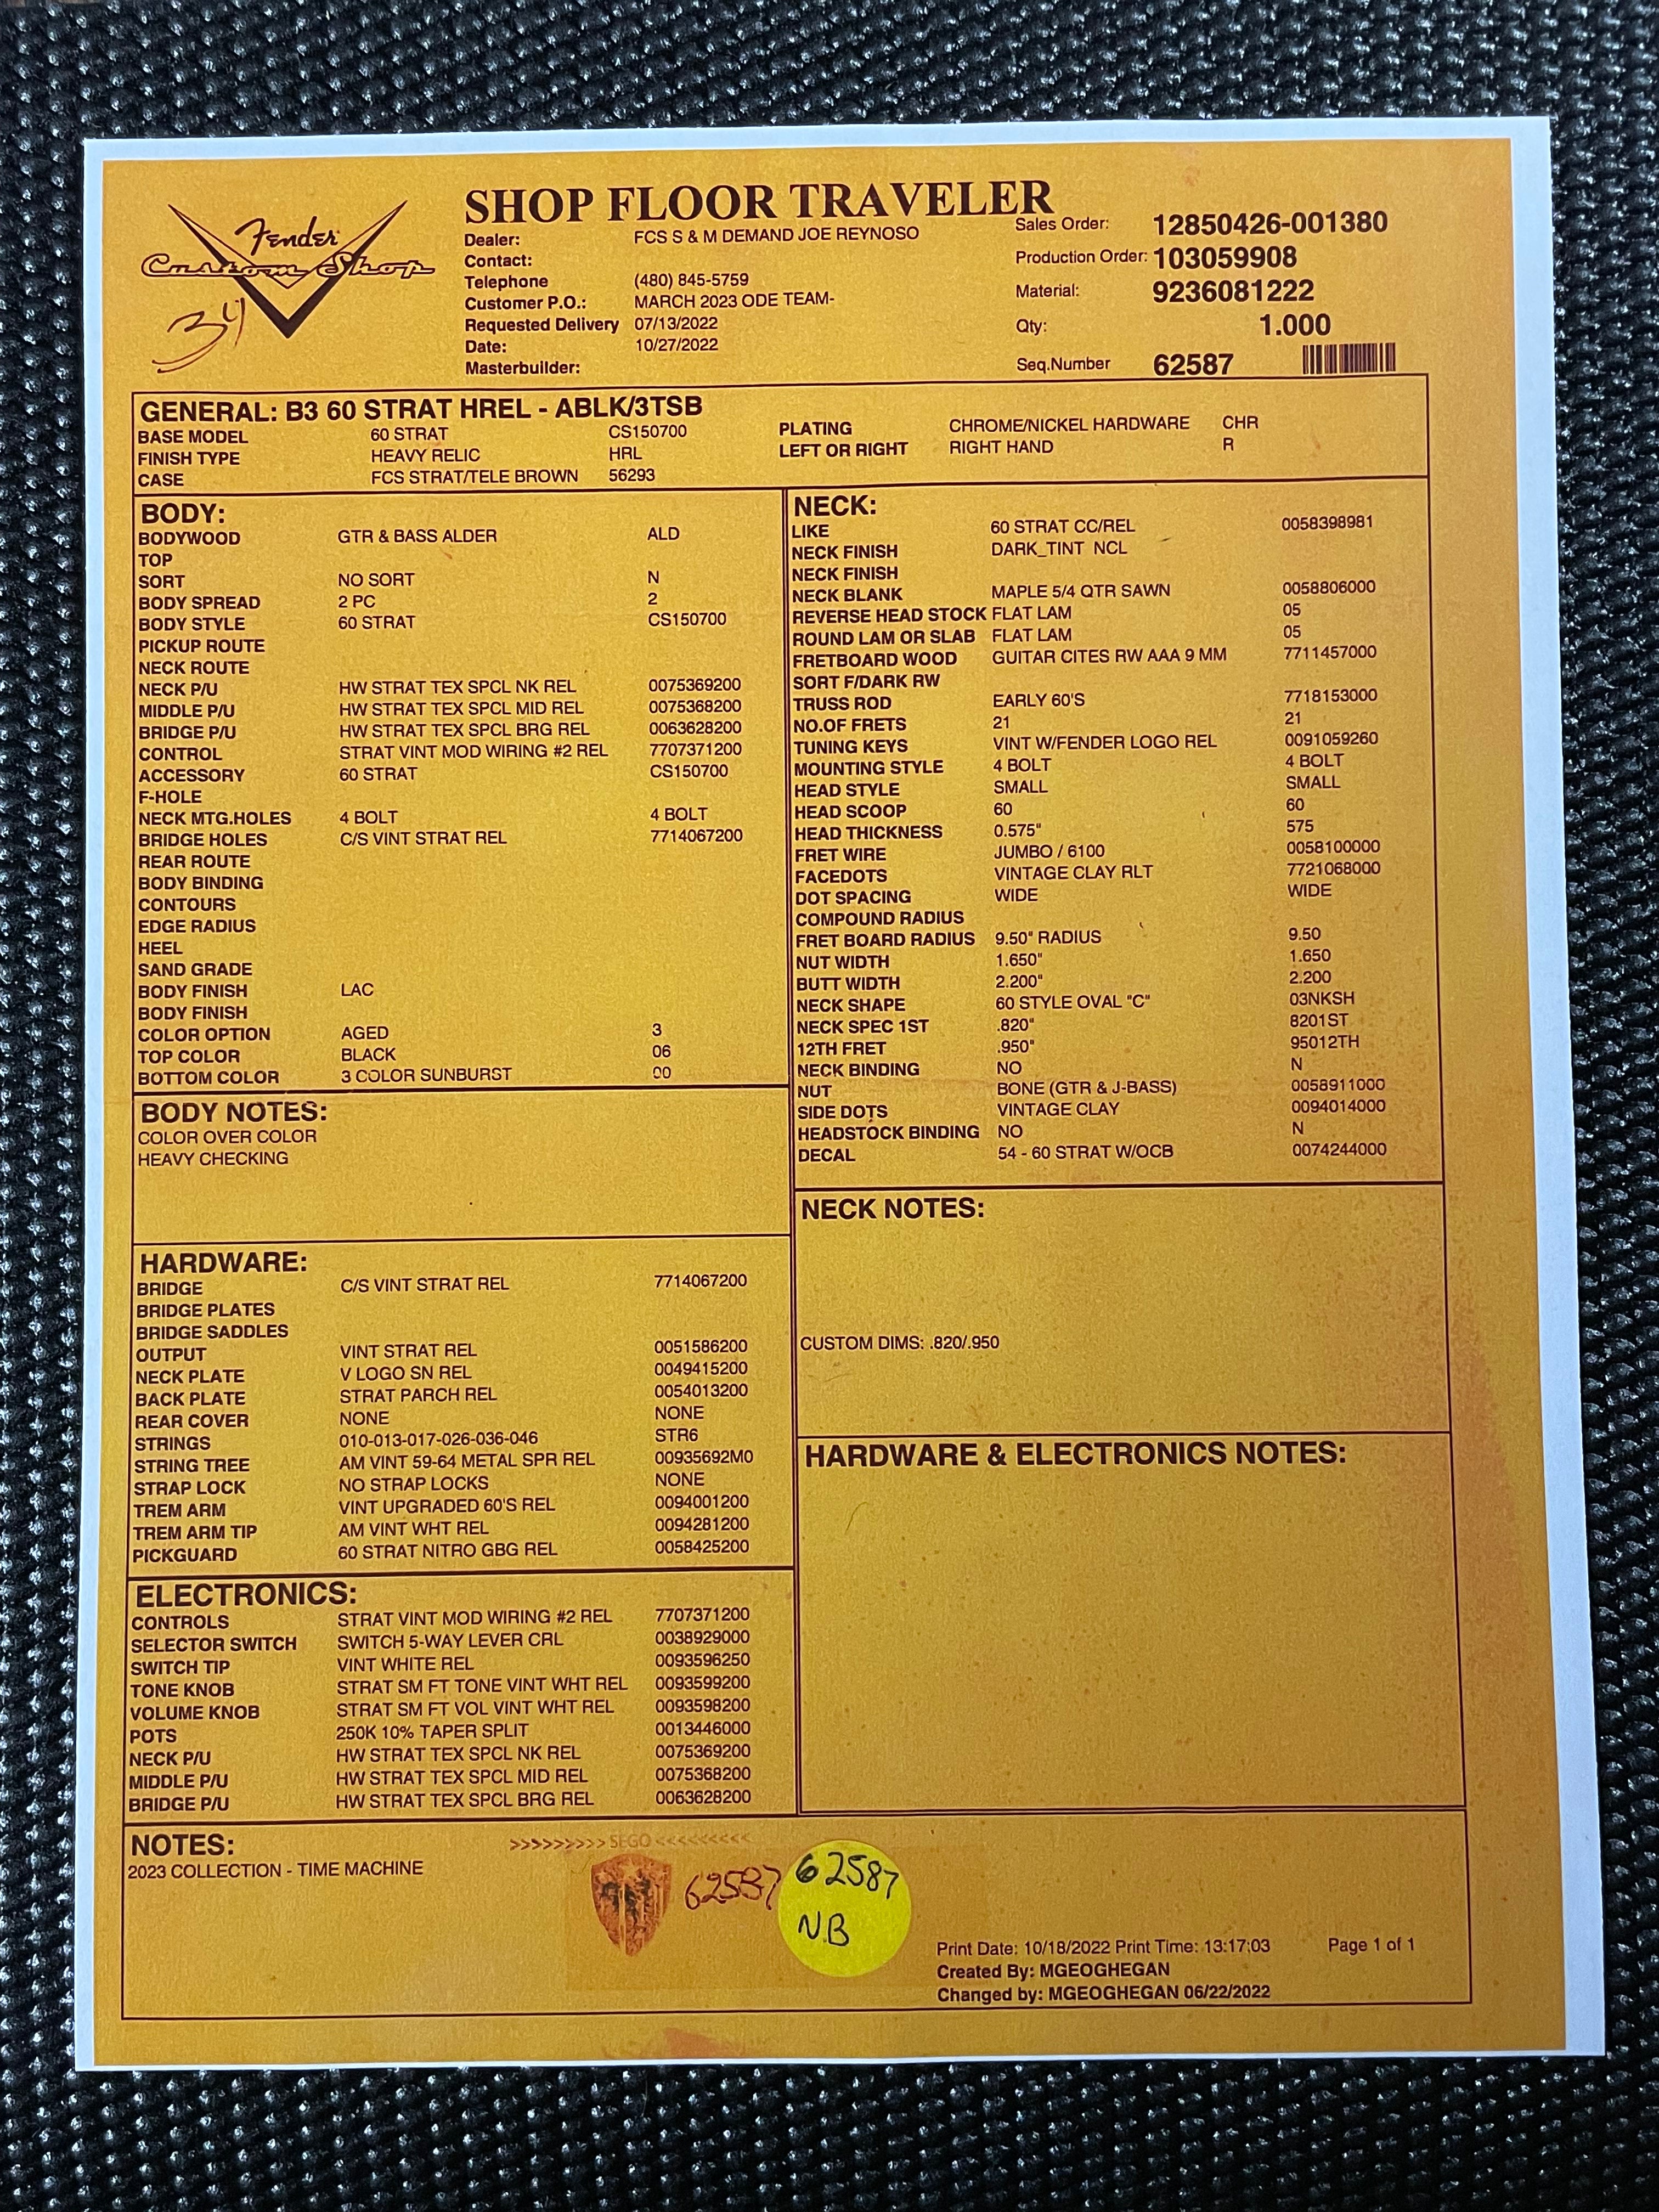 Fender
Custom Shop
34
SHOP FLOOR TRAVELER
Dealer: FCS S & M DEMAND JOE REYNOSO
Contact:
Telephone (480) 845-5759
Customer P.O.: MARCH 2023 ODE TEAM-
Requested Delivery 07/13/2022
Date: 10/27/2022
Masterbuilder:
Sales Order: 12850426-001380
Production Order: 103059908
Material: 9236081222
Qty: 1.000
Seq.Number 62587
GENERAL: B3 60 STRAT HREL - ABLK/3TSB
BASE MODEL 60 STRAT CS150700
FINISH TYPE HEAVY RELIC HRL
CASE FCS STRAT/TELE BROWN 56293
PLATING CHROME/NICKEL HARDWARE CHR
LEFT OR RIGHT RIGHT HAND R
BODY:
BODYWOOD GTR & BASS ALDER ALD
TOP
SORT NO SORT N
BODY SPREAD 2 PC 2
BODY STYLE 60 STRAT CS150700
PICKUP ROUTE
NECK ROUTE
NECK P/U HW STRAT TEX SPCL NK REL 0075369200
MIDDLE P/U HW STRAT TEX SPCL MID REL 0075368200
BRIDGE P/U HW STRAT TEX SPCL BRG REL 0063628200
CONTROL STRAT VINT MOD WIRING #2 REL 7707371200
ACCESSORY 60 STRAT CS150700
F-HOLE
NECK MTG.HOLES 4 BOLT 4 BOLT
BRIDGE HOLES C/S VINT STRAT REL 7714067200
REAR ROUTE
BODY BINDING
CONTOURS
EDGE RADIUS
HEEL
SAND GRADE
BODY FINISH LAC
BODY FINISH
COLOR OPTION AGED 3
TOP COLOR BLACK 06
BOTTOM COLOR 3 COLOR SUNBURST 00
BODY NOTES:
COLOR OVER COLOR
HEAVY CHECKING
HARDWARE:
BRIDGE C/S VINT STRAT REL 7714067200
BRIDGE PLATES
BRIDGE SADDLES
OUTPUT VINT STRAT REL 0051586200
NECK PLATE V LOGO SN REL 0049415200
BACK PLATE STRAT PARCH REL 0054013200
REAR COVER NONE NONE
STRINGS 010-013-017-026-036-046 STR6
STRING TREE AM VINT 59-64 METAL SPR REL 00935692M0
STRAP LOCK NO STRAP LOCKS NONE
TREM ARM VINT UPGRADED 60'S REL 0094001200
TREM ARM TIP AM VINT WHT REL 0094281200
PICKGUARD 60 STRAT NITRO GBG REL 0058425200
ELECTRONICS:
CONTROLS STRAT VINT MOD WIRING #2 REL 7707371200
SELECTOR SWITCH SWITCH 5-WAY LEVER CRL 0038929000
SWITCH TIP VINT WHITE REL 0093596250
TONE KNOB STRAT SM FT TONE VINT WHT REL 0093599200
VOLUME KNOB STRAT SM FT VOL VINT WHT REL 0093598200
POTS 250K 10% TAPER SPLIT 0013446000
NECK P/U HW STRAT TEX SPCL NK REL 0075369200
MIDDLE P/U HW STRAT TEX SPCL MID REL 0075368200
BRIDGE P/U HW STRAT TEX SPCL BRG REL 0063628200
NECK:
LIKE 60 STRAT CC/REL 0058398981
NECK FINISH DARK_TINT NCL
NECK FINISH
NECK BLANK MAPLE 5/4 QTR SAWN 0058806000
REVERSE HEAD STOCK FLAT LAM 05
ROUND LAM OR SLAB FLAT LAM 05
FRETBOARD WOOD GUITAR CITES RW AAA 9 MM 7711457000
SORT F/DARK RW
TRUSS ROD EARLY 60'S 7718153000
NO.OF FRETS 21 21
TUNING KEYS VINT W/FENDER LOGO REL 0091059260
MOUNTING STYLE 4 BOLT 4 BOLT
HEAD STYLE SMALL SMALL
HEAD SCOOP 60 60
HEAD THICKNESS 0.575" 575
FRET WIRE JUMBO / 6100 0058100000
FACEDOTS VINTAGE CLAY RLT 7721068000
DOT SPACING WIDE WIDE
COMPOUND RADIUS
FRET BOARD RADIUS 9.50" RADIUS 9.50
NUT WIDTH 1.650" 1.650
BUTT WIDTH 2.200" 2.200
NECK SHAPE 60 STYLE OVAL "C" 03NKSH
NECK SPEC 1ST .820" 8201ST
12TH FRET .950" 95012TH
NECK BINDING NO N
NUT BONE (GTR & J-BASS) 0058911000
SIDE DOTS VINTAGE CLAY 0094014000
HEADSTOCK BINDING NO N
DECAL 54 - 60 STRAT W/OCB 0074244000
NECK NOTES:
CUSTOM DIMS: .820/.950
HARDWARE & ELECTRONICS NOTES:
NOTES:
2023 COLLECTION - TIME MACHINE
>>>>>>>>> SEGO <<<<<<<<<
62587
62587
N.B
Print Date: 10/18/2022 Print Time: 13:17:03 Page 1 of 1
Created By: MGEOGHEGAN
Changed by: MGEOGHEGAN 06/22/2022